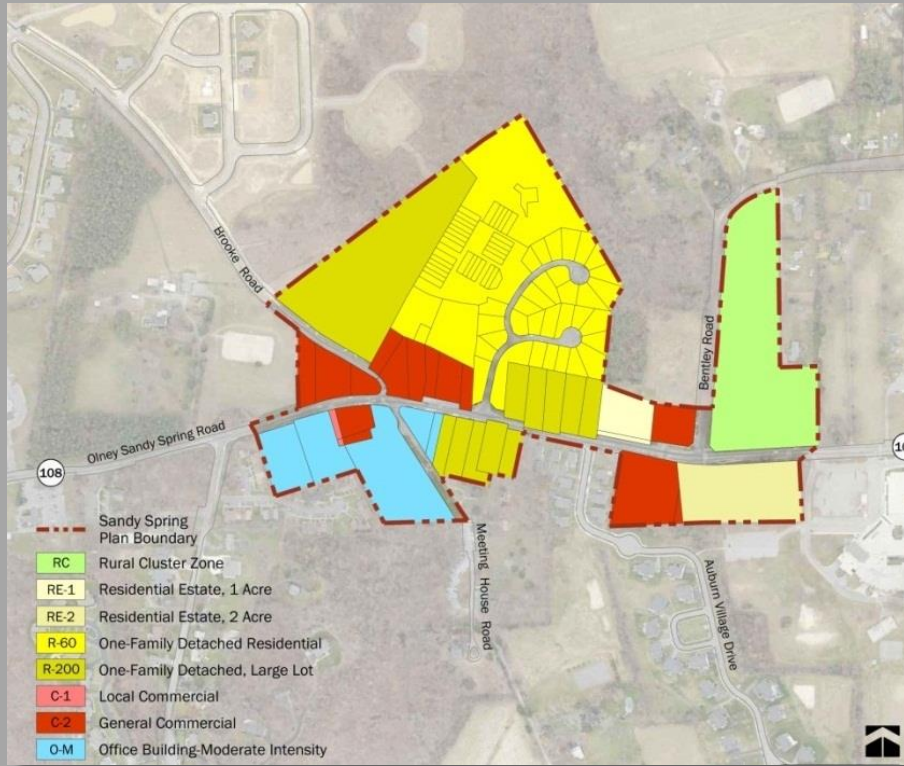 Brooke Road
Bentley Road
Olney Sandy Spring Road
108
10
Meeting House Road
Auburn Village Drive
Sandy Spring
Plan Boundary
RC Rural Cluster Zone
RE-1 Residential Estate, 1 Acre
RE-2 Residential Estate, 2 Acre
R-60 One-Family Detached Residential
R-200 One-Family Detached, Large Lot
C-1 Local Commercial
C-2 General Commercial
O-M Office Building-Moderate Intensity